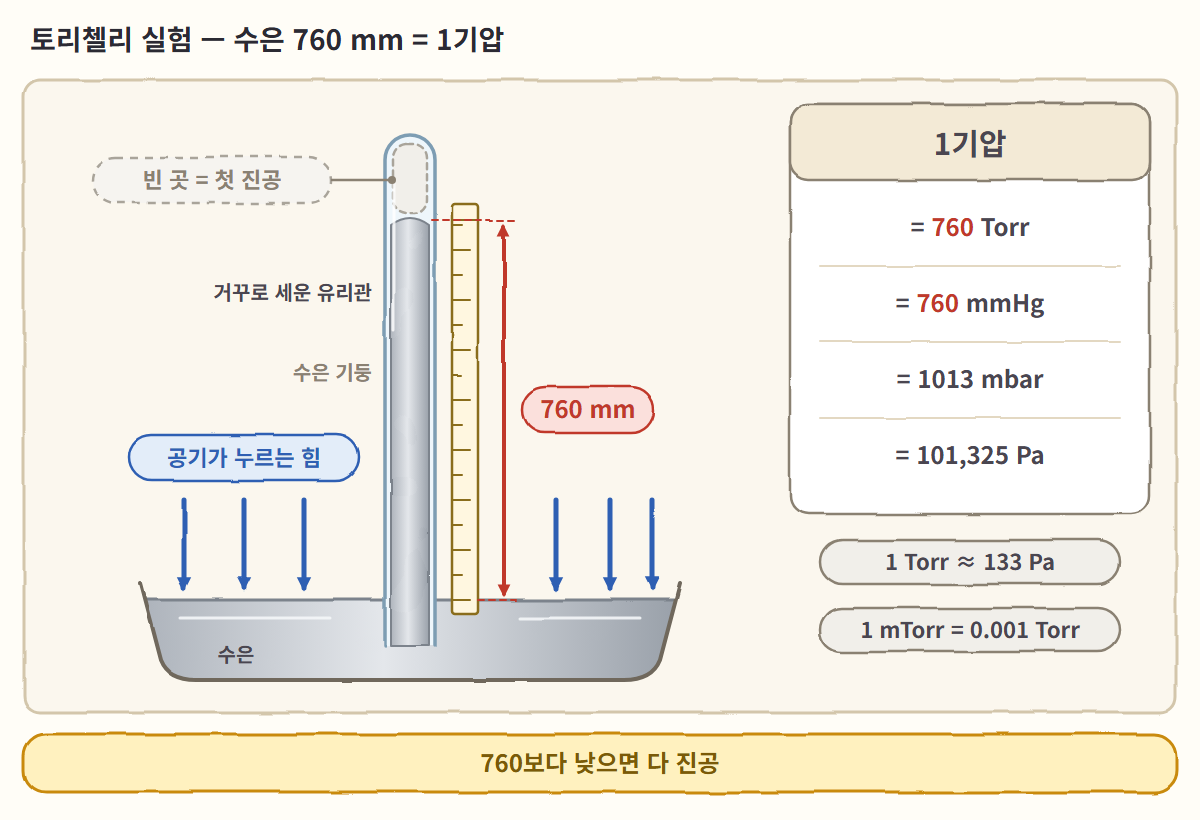 토리첼리 실험 — 수은 760 mm = 1기압
빈 곳 = 첫 진공
거꾸로 세운 유리관
수은 기둥
공기가 누르는 힘
760 mm
수은
1기압
= 760 Torr
= 760 mmHg
= 1013 mbar
= 101,325 Pa
1 Torr ≈ 133 Pa
1 mTorr = 0.001 Torr
760보다 낮으면 다 진공